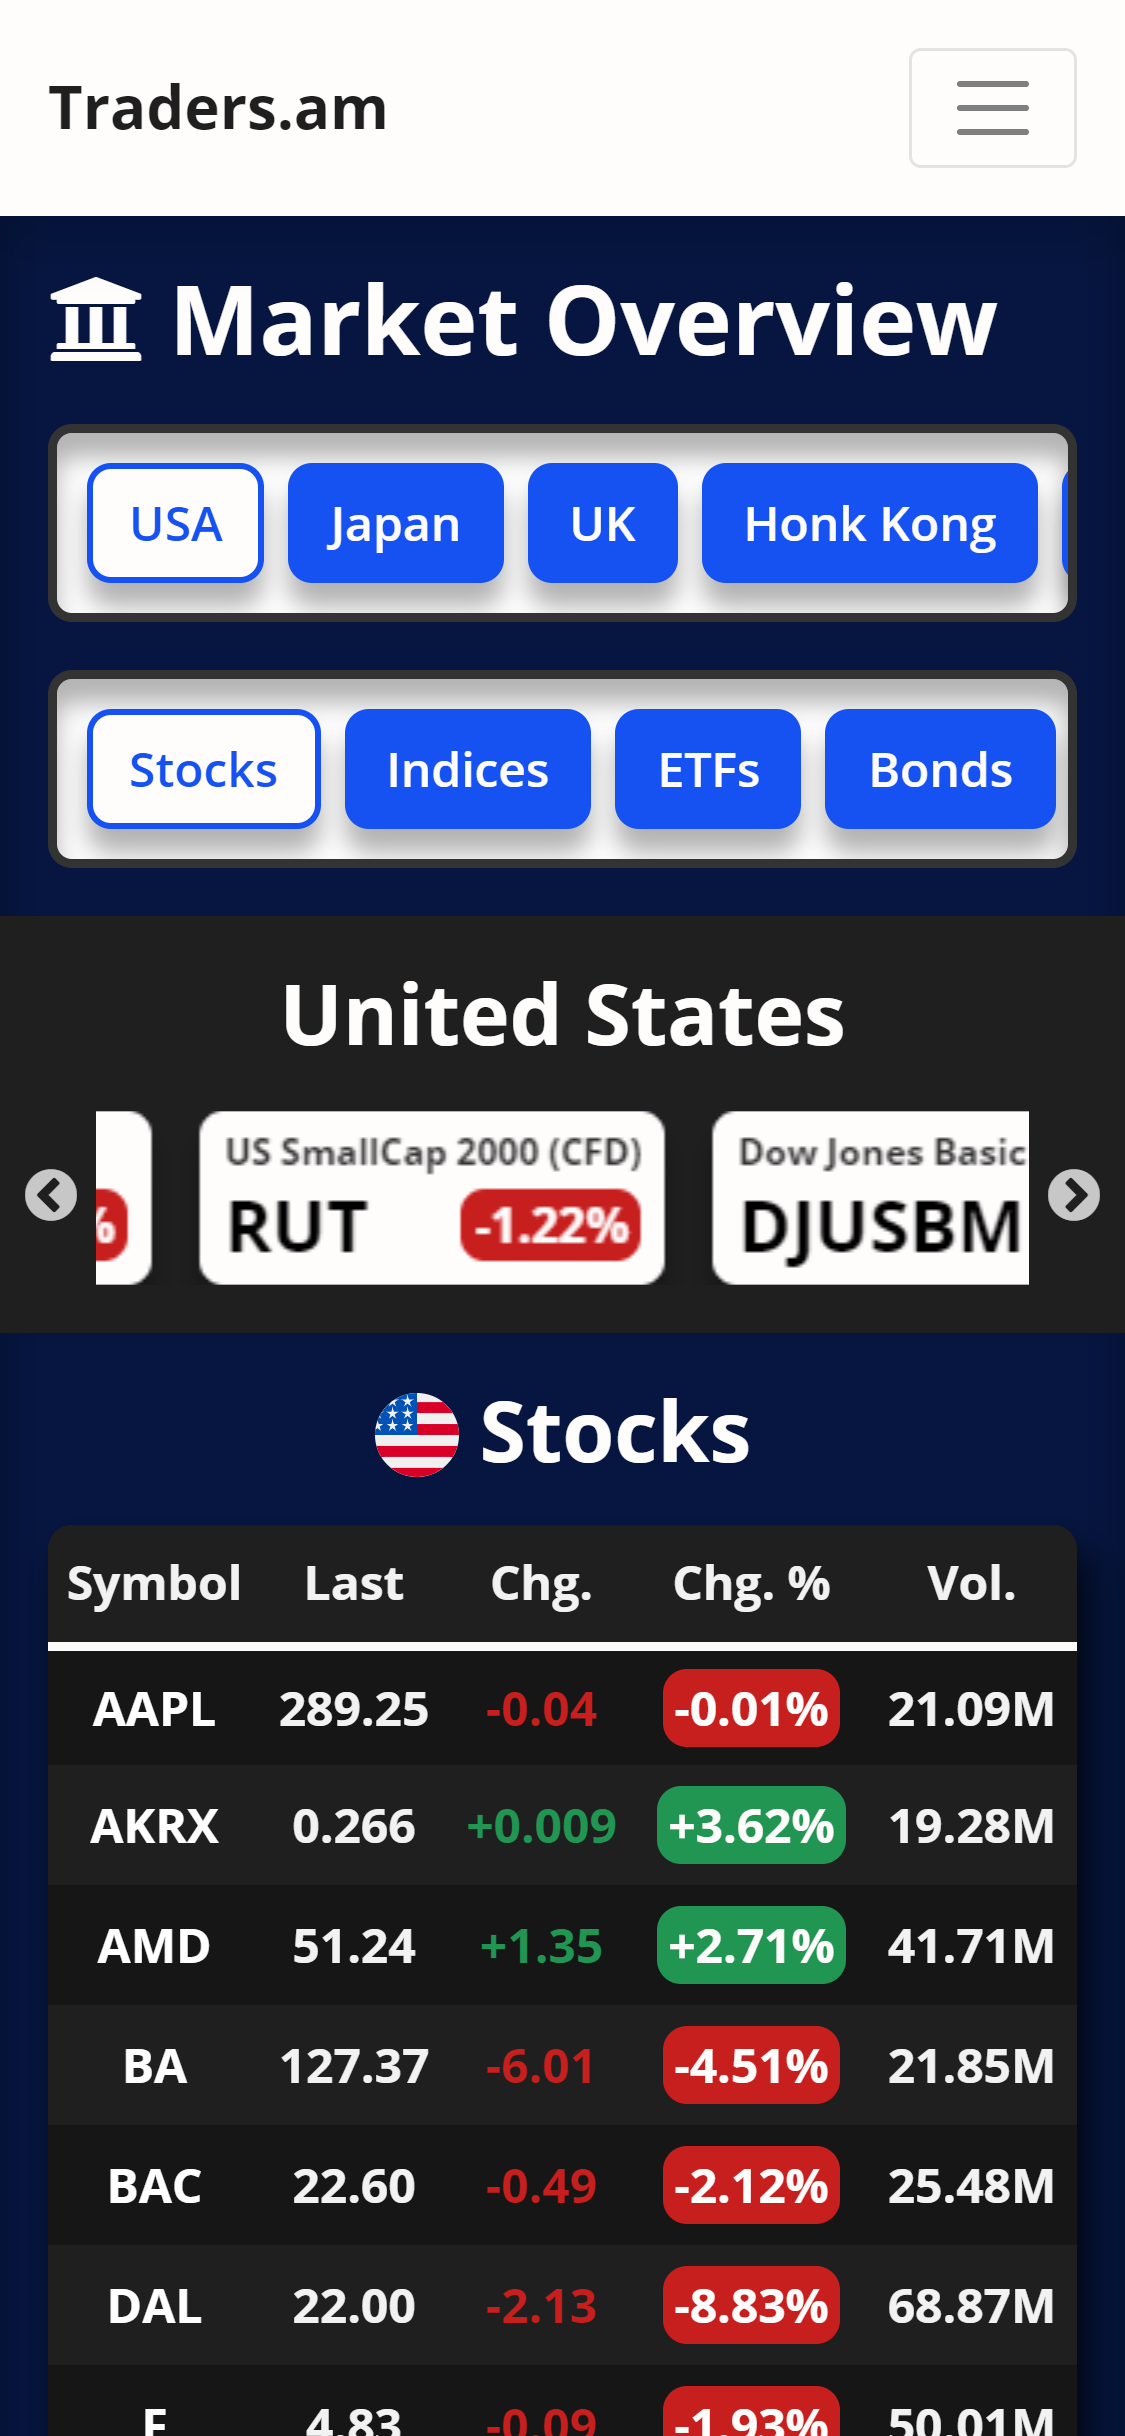 Traders.am
Market Overview
USA Japan UK Honk Kong
Stocks Indices ETFs Bonds
United States
US SmallCap 2000 (CFD) Dow Jones Basic
% RUT -1.22% DJUSBM
Stocks
Symbol Last Chg. Chg. % Vol.
AAPL 289.25 -0.04 -0.01% 21.09M
AKRX 0.266 +0.009 +3.62% 19.28M
AMD 51.24 +1.35 +2.71% 41.71M
BA 127.37 -6.01 -4.51% 21.85M
BAC 22.60 -0.49 -2.12% 25.48M
DAL 22.00 -2.13 -8.83% 68.87M
F 4.83 -0.09 -1.93% 50.01M